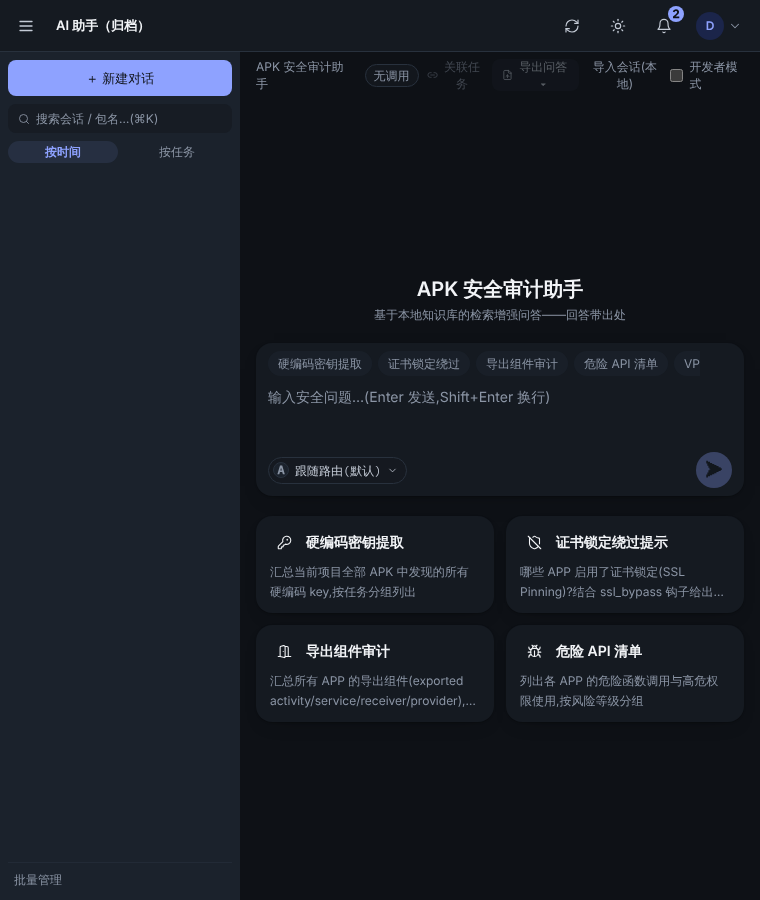 AI 助手（归档）
2
D
+ 新建对话
搜索会话 / 包名...(⌘K)
按时间
按任务
批量管理
APK 安全审计助
手
无调用
关联任
务
导出问答
导入会话(本
地)
开发者模
式
APK 安全审计助手
基于本地知识库的检索增强问答——回答带出处
硬编码密钥提取
证书锁定绕过
导出组件审计
危险 API 清单
VP
输入安全问题...(Enter 发送,Shift+Enter 换行)
A 跟随路由(默认)
硬编码密钥提取
汇总当前项目全部 APK 中发现的所有
硬编码 key,按任务分组列出
证书锁定绕过提示
哪些 APP 启用了证书锁定(SSL
Pinning)?结合 ssl_bypass 钩子给出...
导出组件审计
汇总所有 APP 的导出组件(exported
activity/service/receiver/provider),...
危险 API 清单
列出各 APP 的危险函数调用与高危权
限使用,按风险等级分组